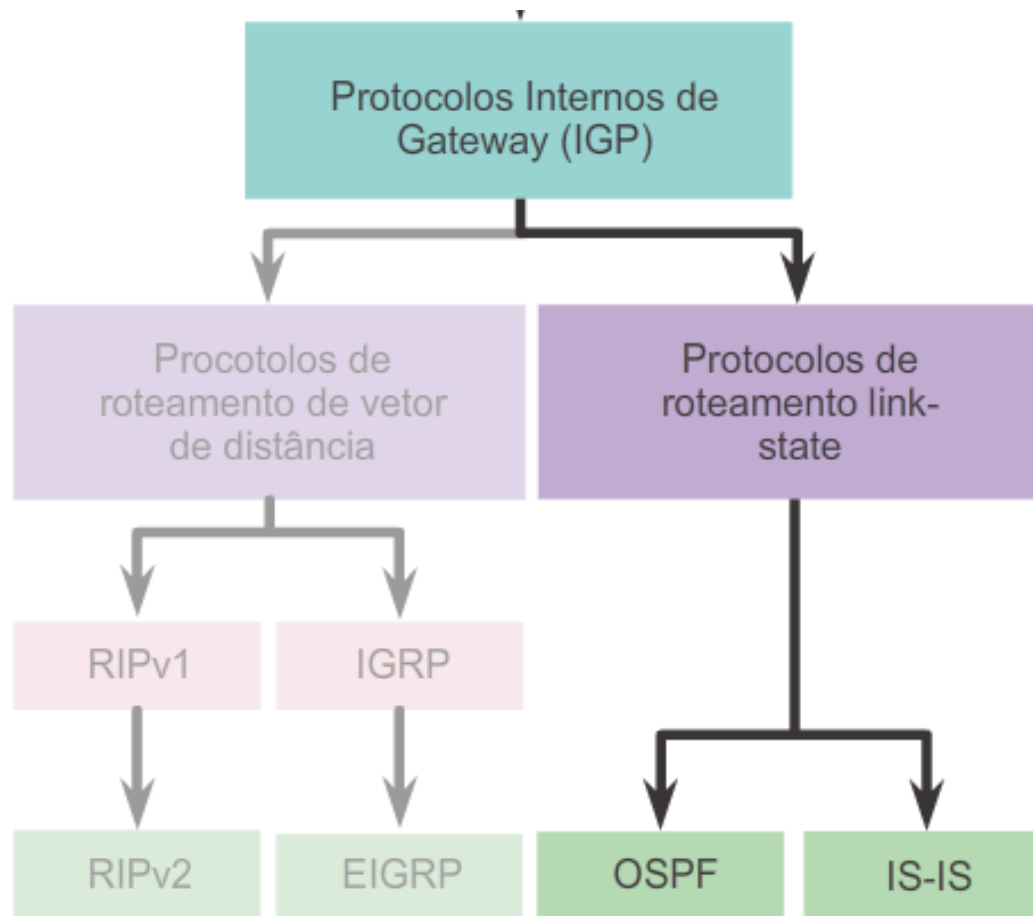 Protocolos Internos de
Gateway (IGP)
Procotolos de
roteamento de vetor
de distância
Protocolos de
roteamento link-
state
RIPv1
IGRP
RIPv2
EIGRP
OSPF
IS-IS